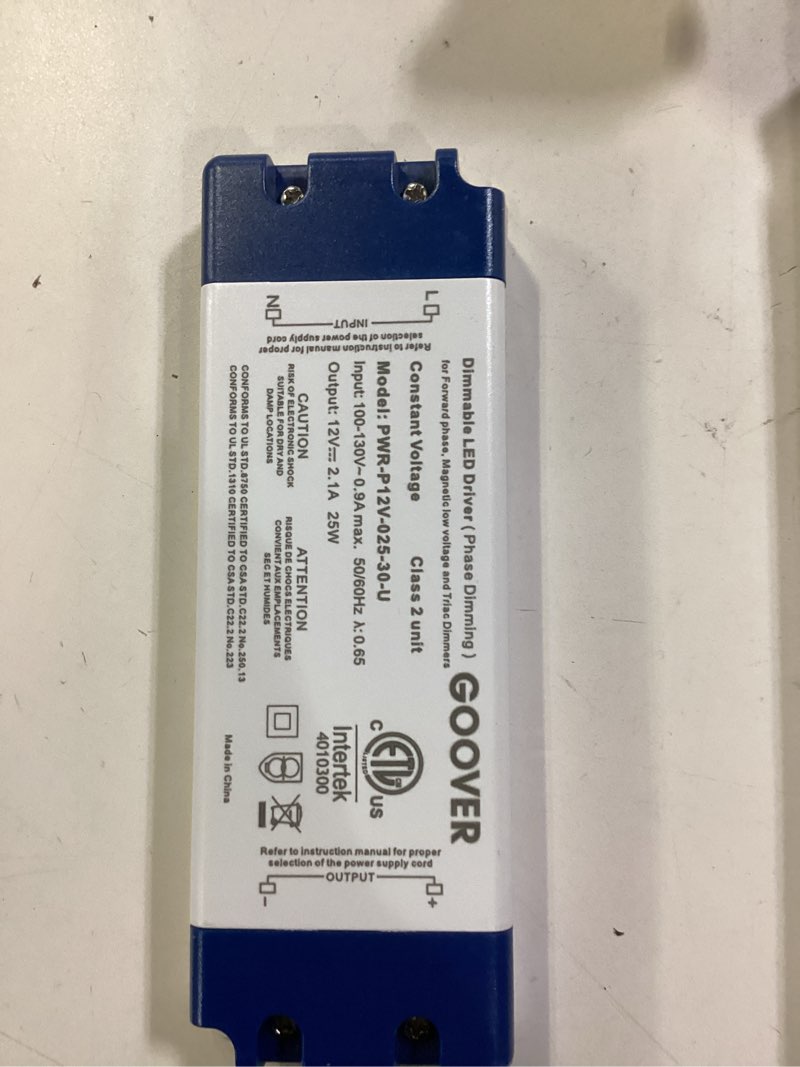 Dimmable LED Driver ( Phase Dimming )
for Forward phase, Magnetic low voltage and Triac Dimmers
GOOVER
Constant Voltage Class 2 unit
Model: PWR-P12V-025-30-U
Input: 100-130V~ 0.9A max. 50/60Hz λ: 0.65
Output: 12V⎓ 2.1A 25W
CAUTION
RISK OF ELECTRONIC SHOCK
SUITABLE FOR DRY AND
DAMP LOCATIONS
ATTENTION
RISQUE DE CHOCS ELECTRIQUES
CONVIENT AUX EMPLACEMENTS
SEC ET HUMIDES
CONFORMS TO UL STD.8750 CERTIFIED TO CSA STD.C22.2 No.250.13
CONFORMS TO UL STD.1310 CERTIFIED TO CSA STD.C22.2 No.223
C ETL CM US
LISTED
Intertek
4010300
Made in China
L
N
INPUT
Refer to instruction manual for proper
selection of the power supply cord
Refer to instruction manual for proper
selection of the power supply cord
OUTPUT
+
-